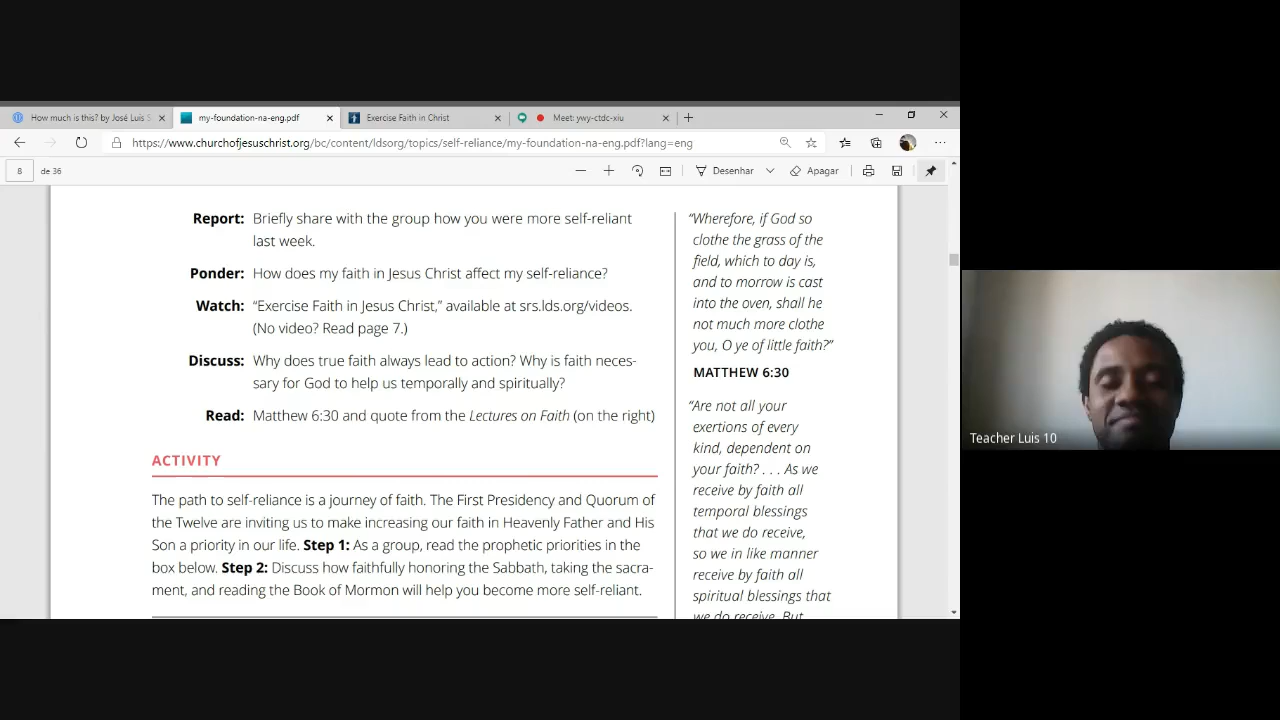 How much is this? by José Luis S
my-foundation-na-eng.pdf
Exercise Faith in Christ
Meet: ywy-ctdc-xiu
https://www.churchofjesuschrist.org/bc/content/ldsorg/topics/self-reliance/my-foundation-na-eng.pdf?lang=eng
8 de 36
Desenhar
Apagar
Report: Briefly share with the group how you were more self-reliant
last week.
Ponder: How does my faith in Jesus Christ affect my self-reliance?
Watch: “Exercise Faith in Jesus Christ,” available at srs.lds.org/videos.
(No video? Read page 7.)
Discuss: Why does true faith always lead to action? Why is faith neces-
sary for God to help us temporally and spiritually?
Read: Matthew 6:30 and quote from the Lectures on Faith (on the right)
ACTIVITY
The path to self-reliance is a journey of faith. The First Presidency and Quorum of
the Twelve are inviting us to make increasing our faith in Heavenly Father and His
Son a priority in our life. Step 1: As a group, read the prophetic priorities in the
box below. Step 2: Discuss how faithfully honoring the Sabbath, taking the sacra-
ment, and reading the Book of Mormon will help you become more self-reliant.
“Wherefore, if God so
clothe the grass of the
field, which to day is,
and to morrow is cast
into the oven, shall he
not much more clothe
you, O ye of little faith?”
MATTHEW 6:30
“Are not all your
exertions of every
kind, dependent on
your faith? . . . As we
receive by faith all
temporal blessings
that we do receive,
so we in like manner
receive by faith all
spiritual blessings that
we do receive. But
Teacher Luis 10